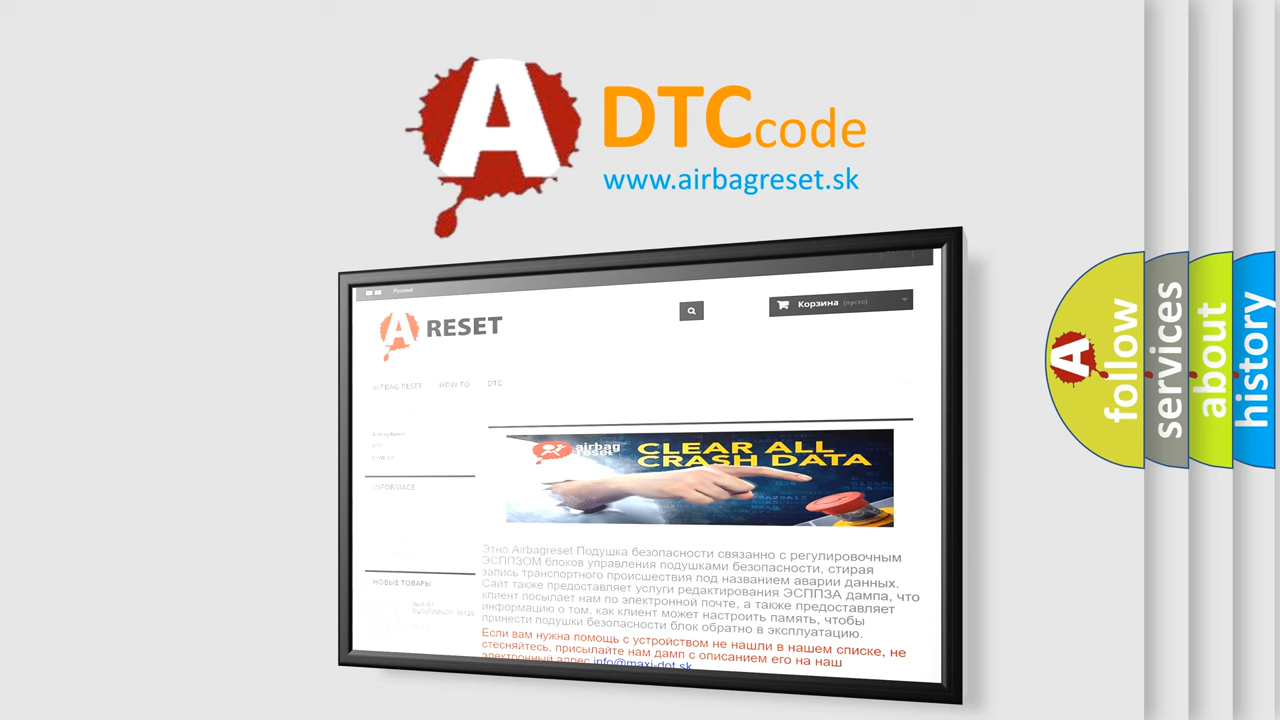 A
DTCcode
www.airbagreset.sk
Русский
A RESET
Корзина (пусто)
AIRBAG RESET HOW TO DTC
Airbag Reset
INFORMACE
airbag
reset
CLEAR ALL
CRASH DATA
Этно Airbagreset Подушка безопасности связанно с регулировочным
ЭСППЗОМ блоков управления подушками безопасности, стирая
запись транспортного происшествия под названием аварии данных.
Сайт также предоставляет услуги редактирования ЭСППЗА дампа, что
клиент посылает нам по электронной почте, а также предоставляет
информацию о том, как клиент может настроить память, чтобы
принести подушки безопасности блок обратно в эксплуатацию.
Если вам нужна помощь с устройством не нашли в нашем списке, не
стесняйтесь, присылайте нам дамп с описанием его на наш
электронный адрес info@maxi-dot.sk
НОВЫЕ ТОВАРЫ
A
follow
services
about
history